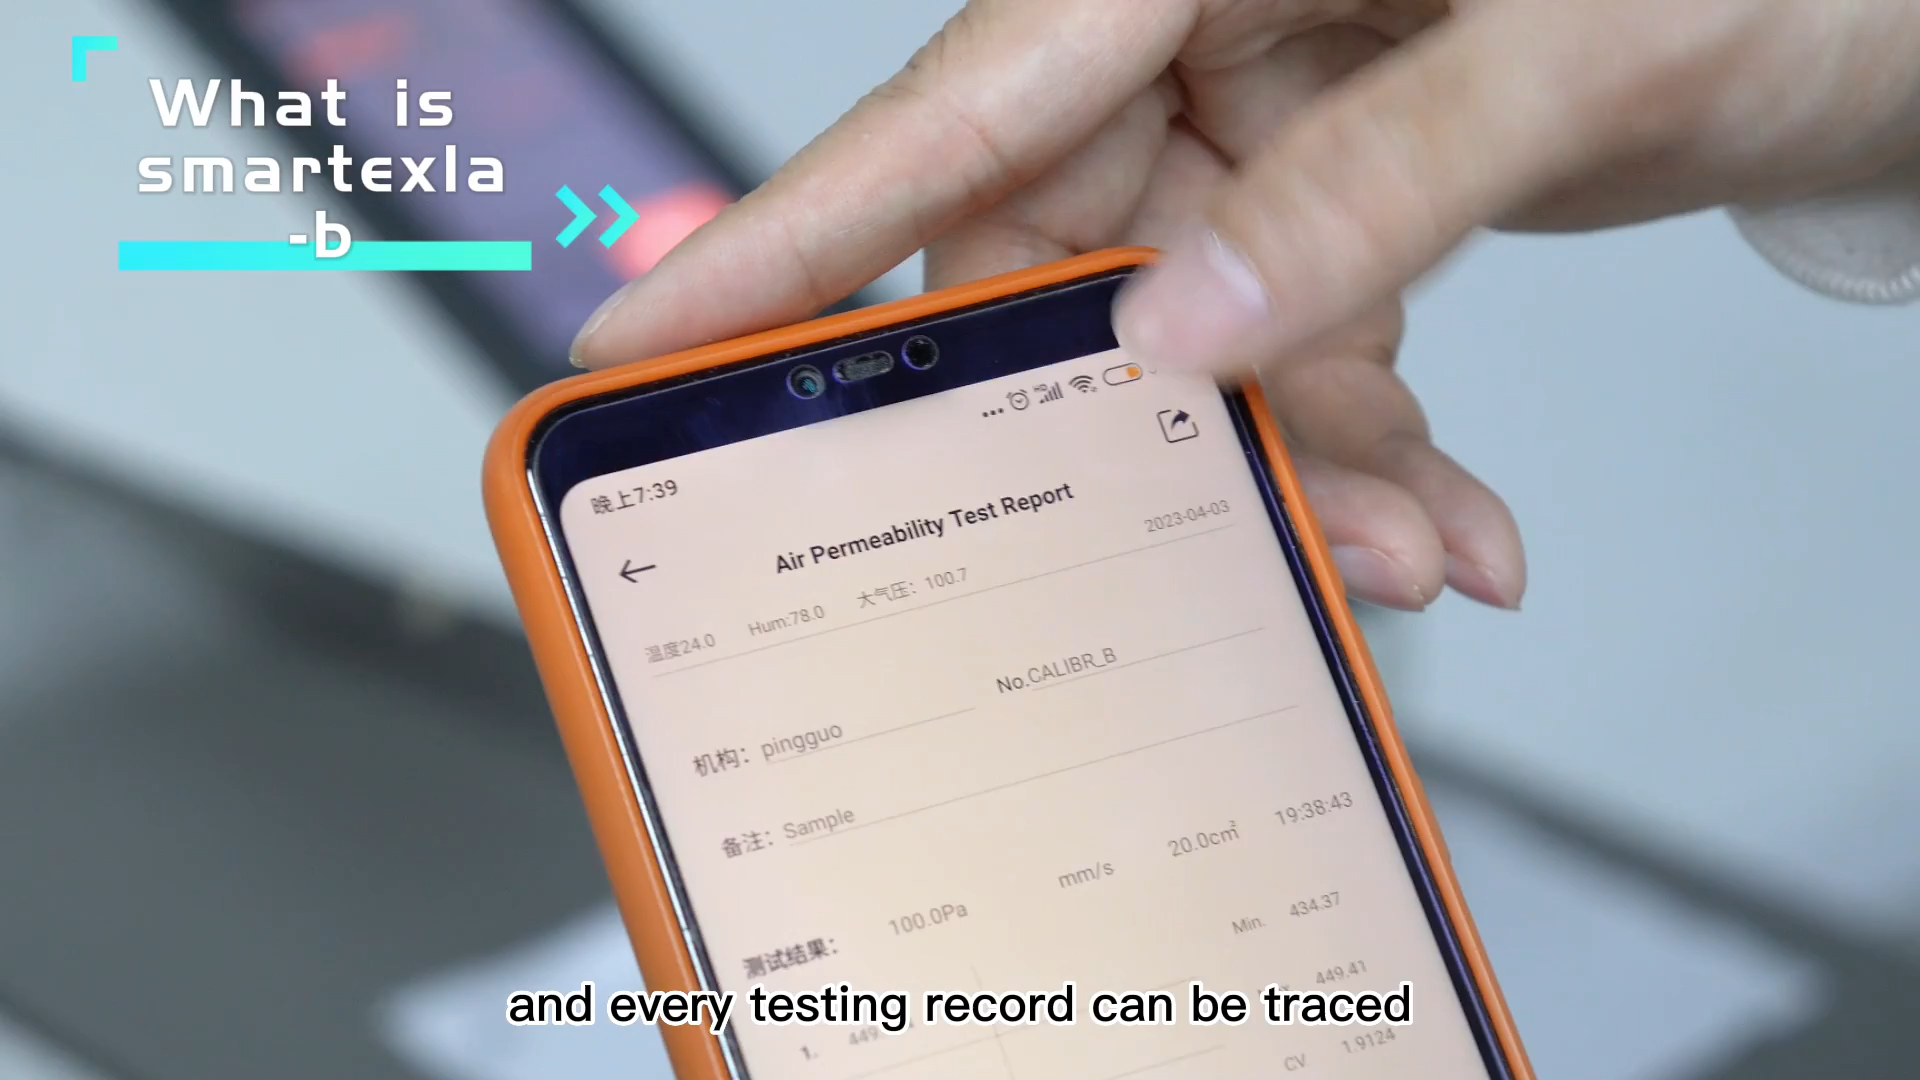 What is
smartexla
-b
晚上7:39
Air Permeability Test Report
2023-04-03
温度24.0 Hum:78.0 大气压：100.7
No.CALIBR_B
机构：pingguo
备注：Sample
19:38:43
20.0cm²
mm/s
100.0Pa
测试结果：
Min. 434.37
449.41
1.
CV 1.9124
and every testing record can be traced